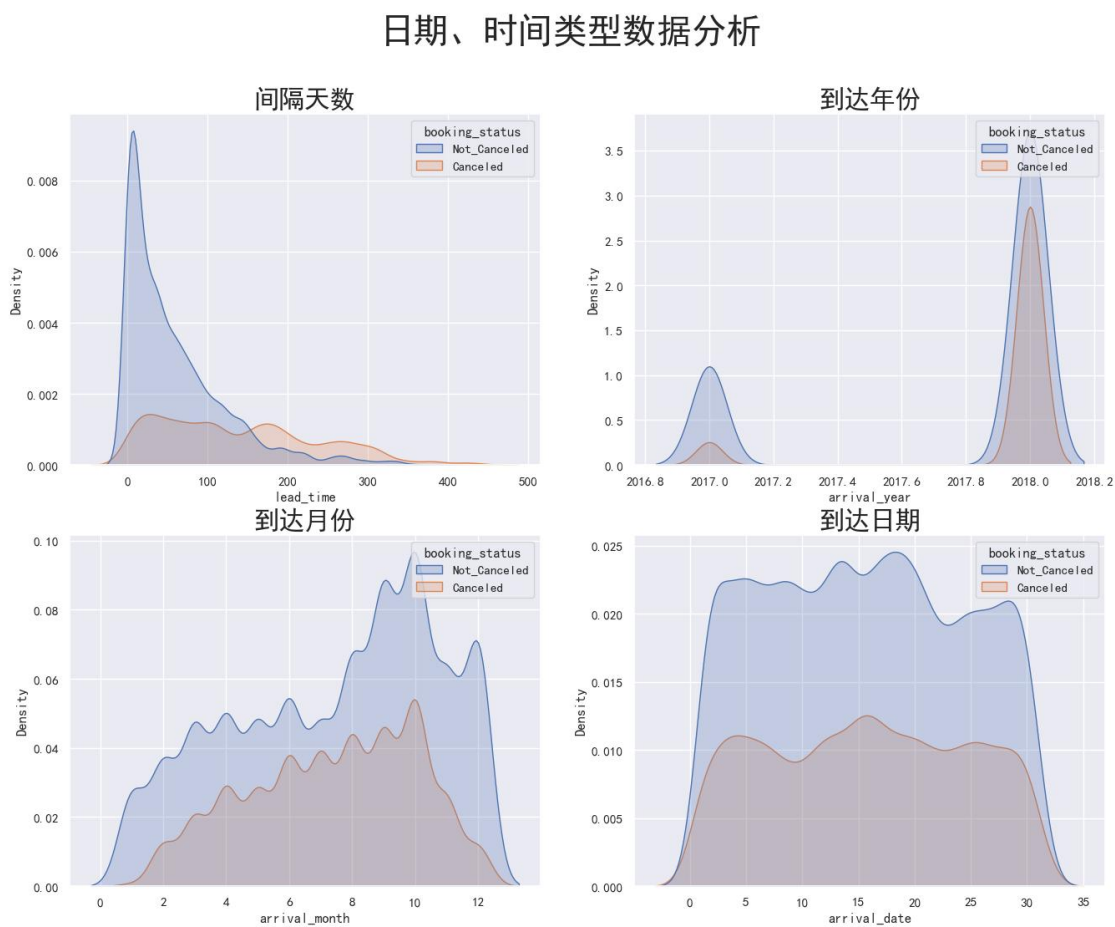 日期、时间类型数据分析
间隔天数
booking_status
Not_Canceled
Canceled
Density
0.008
0.006
0.004
0.002
0.000
0 100 200 300 400 500
lead_time
到达年份
booking_status
Not_Canceled
Canceled
Density
3.5
3.0
2.5
2.0
1.5
1.0
0.5
0.0
2016.8 2017.0 2017.2 2017.4 2017.6 2017.8 2018.0 2018.2
arrival_year
到达月份
booking_status
Not_Canceled
Canceled
Density
0.10
0.08
0.06
0.04
0.02
0.00
0 2 4 6 8 10 12
arrival_month
到达日期
booking_status
Not_Canceled
Canceled
Density
0.025
0.020
0.015
0.010
0.005
0.000
0 5 10 15 20 25 30 35
arrival_date